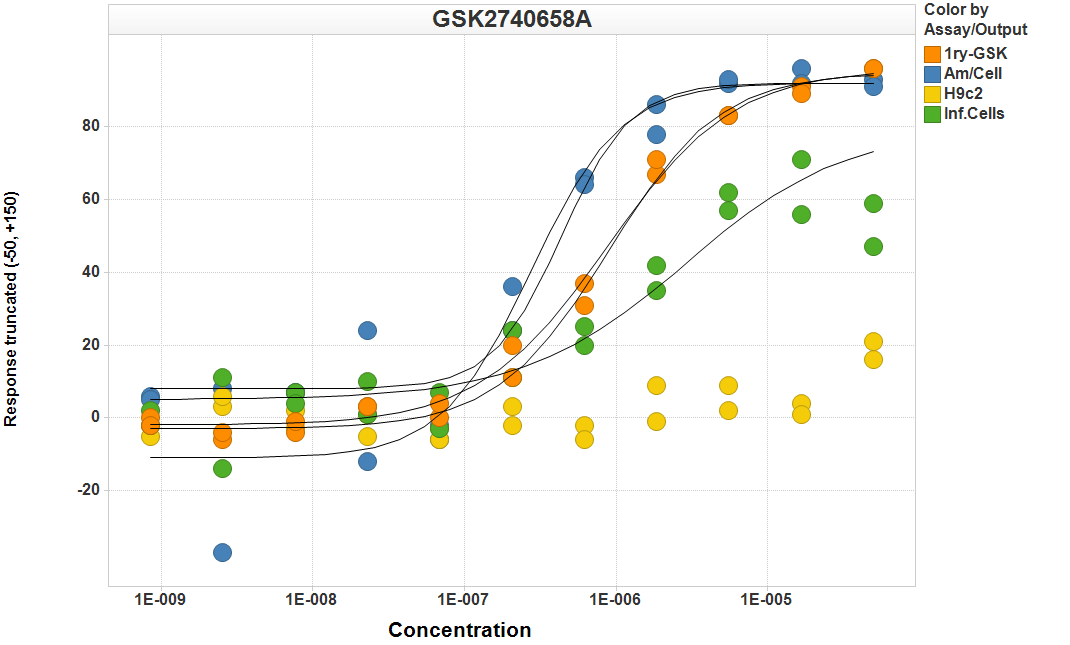 GSK2740658A
Color by
Assay/Output
1ry-GSK
Am/Cell
H9c2
Inf.Cells
Response truncated (-50, +150)
80
60
40
20
0
-20
1E-009 1E-008 1E-007 1E-006 1E-005
Concentration